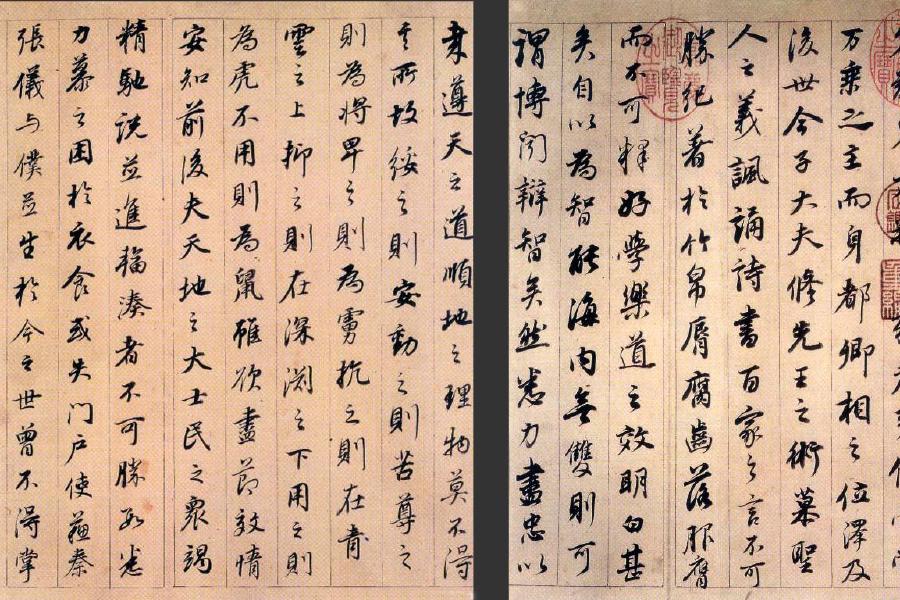 万乘之主而身都卿相之位澤及
後世今子大夫修先王之術慕聖
人之義諷誦詩書百家之言不可
勝紀著於竹帛脣腐齒落服膺
而不可釋好學樂道之效明白甚
矣自以為智能海內無雙則可
謂博聞辯智矣然悉力盡忠以
遵天之道順地之理物莫不得
其所故綏之則安動之則苦尊之
則為將卑之則為虜抗之則在青
雲之上抑之則在深淵之下用之則
為虎不用則為鼠雖欲盡節效情
安知前後夫天地之大士民之眾竭
精馳說並進輻湊者不可勝數悉
力慕之困於衣食或失門戶使蘇秦
張儀与僕並生於今之世曾不得掌